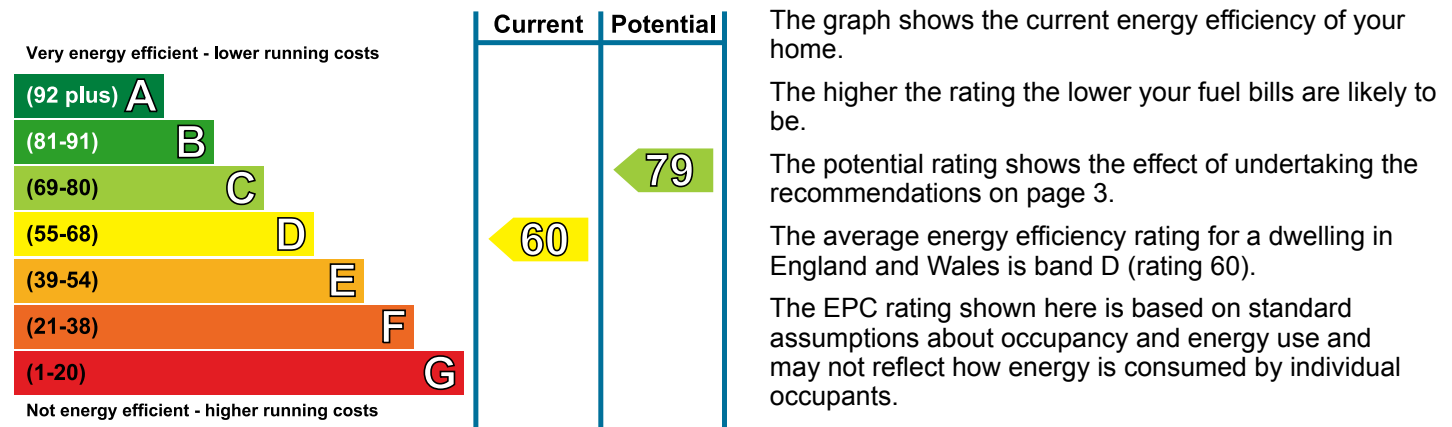 Current Potential
Very energy efficient - lower running costs
(92 plus) A
(81-91) B
(69-80) C
79
(55-68) D
60
(39-54) E
(21-38) F
(1-20) G
Not energy efficient - higher running costs
The graph shows the current energy efficiency of your
home.
The higher the rating the lower your fuel bills are likely to
be.
The potential rating shows the effect of undertaking the
recommendations on page 3.
The average energy efficiency rating for a dwelling in
England and Wales is band D (rating 60).
The EPC rating shown here is based on standard
assumptions about occupancy and energy use and
may not reflect how energy is consumed by individual
occupants.